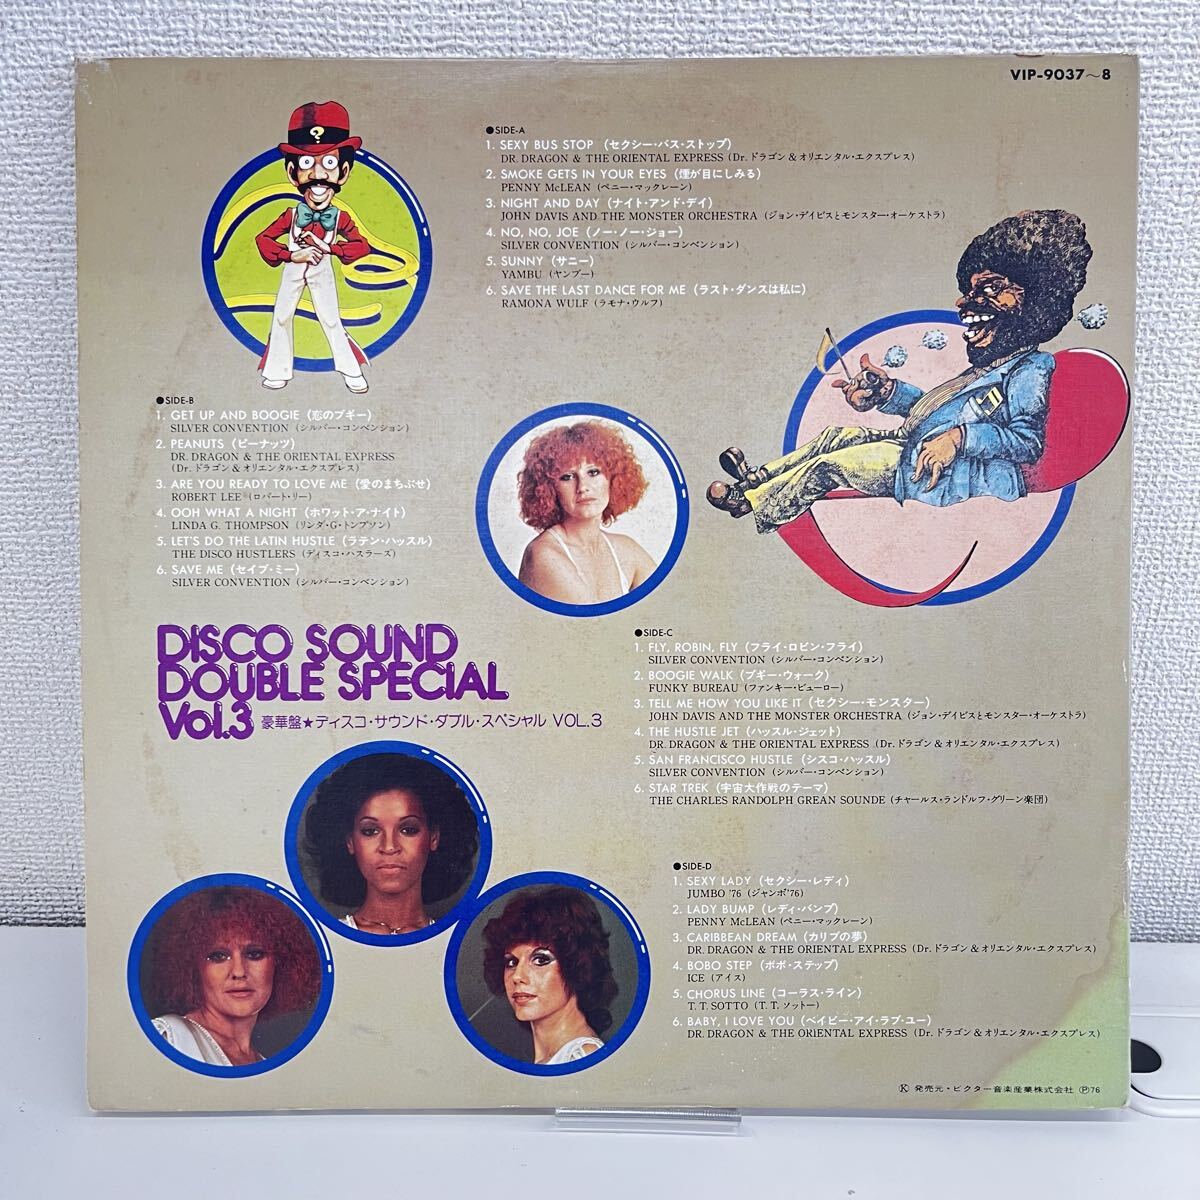 VIP-9037～8
●SIDE-A
1. SEXY BUS STOP (セクシー・バス・ストップ)
DR. DRAGON & THE ORIENTAL EXPRESS (Dr. ドラゴン&オリエンタル・エクスプレス)
2. SMOKE GETS IN YOUR EYES (煙が目にしみる)
PENNY McLEAN (ペニー・マックレーン)
3. NIGHT AND DAY (ナイト・アンド・デイ)
JOHN DAVIS AND THE MONSTER ORCHESTRA (ジョン・デイビスとモンスター・オーケストラ)
4. NO, NO, JOE (ノー・ノー・ジョー)
SILVER CONVENTION (シルバー・コンベンション)
5. SUNNY (サニー)
YAMBU (ヤンブー)
6. SAVE THE LAST DANCE FOR ME (ラスト・ダンスは私に)
RAMONA WULF (ラモナ・ウルフ)
?
●SIDE-B
1. GET UP AND BOOGIE (恋のブギー)
SILVER CONVENTION (シルバー・コンベンション)
2. PEANUTS (ピーナッツ)
DR. DRAGON & THE ORIENTAL EXPRESS
(Dr. ドラゴン&オリエンタル・エクスプレス)
3. ARE YOU READY TO LOVE ME (愛のまちぶせ)
ROBERT LEE (ロバート・リー)
4. OOH WHAT A NIGHT (ホワット・ア・ナイト)
LINDA G. THOMPSON (リンダ・G・トンプソン)
5. LET'S DO THE LATIN HUSTLE (ラテン・ハッスル)
THE DISCO HUSTLERS (ディスコ・ハスラーズ)
6. SAVE ME (セイブ・ミー)
SILVER CONVENTION (シルバー・コンベンション)
DISCO SOUND
DOUBLE SPECIAL
Vol.3 豪華盤★ディスコ・サウンド・ダブル・スペシャル VOL.3
●SIDE-C
1. FLY, ROBIN, FLY (フライ・ロビン・フライ)
SILVER CONVENTION (シルバー・コンベンション)
2. BOOGIE WALK (ブギー・ウォーク)
FUNKY BUREAU (ファンキー・ビューロー)
3. TELL ME HOW YOU LIKE IT (セクシー・モンスター)
JOHN DAVIS AND THE MONSTER ORCHESTRA (ジョン・デイビスとモンスター・オーケストラ)
4. THE HUSTLE JET (ハッスル・ジェット)
DR. DRAGON & THE ORIENTAL EXPRESS (Dr. ドラゴン&オリエンタル・エクスプレス)
5. SAN FRANCISCO HUSTLE (シスコ・ハッスル)
SILVER CONVENTION (シルバー・コンベンション)
6. STAR TREK (宇宙大作戦のテーマ)
THE CHARLES RANDOLPH GREAN SOUNDE (チャールス・ランドルフ・グリーン楽団)
●SIDE-D
1. SEXY LADY (セクシー・レディ)
JUMBO '76 (ジャンボ'76)
2. LADY BUMP (レディ・バンプ)
PENNY McLEAN (ペニー・マックレーン)
3. CARIBBEAN DREAM (カリブの夢)
DR. DRAGON & THE ORIENTAL EXPRESS (Dr. ドラゴン&オリエンタル・エクスプレス)
4. BOBO STEP (ボボ・ステップ)
ICE (アイス)
5. CHORUS LINE (コーラス・ライン)
T. T. SOTTO (T. T. ソットー)
6. BABY, I LOVE YOU (ベイビー・アイ・ラブ・ユー)
DR. DRAGON & THE ORIENTAL EXPRESS (Dr. ドラゴン&オリエンタル・エクスプレス)
Ⓚ 発売元・ビクター音楽産業株式会社 Ⓟ76